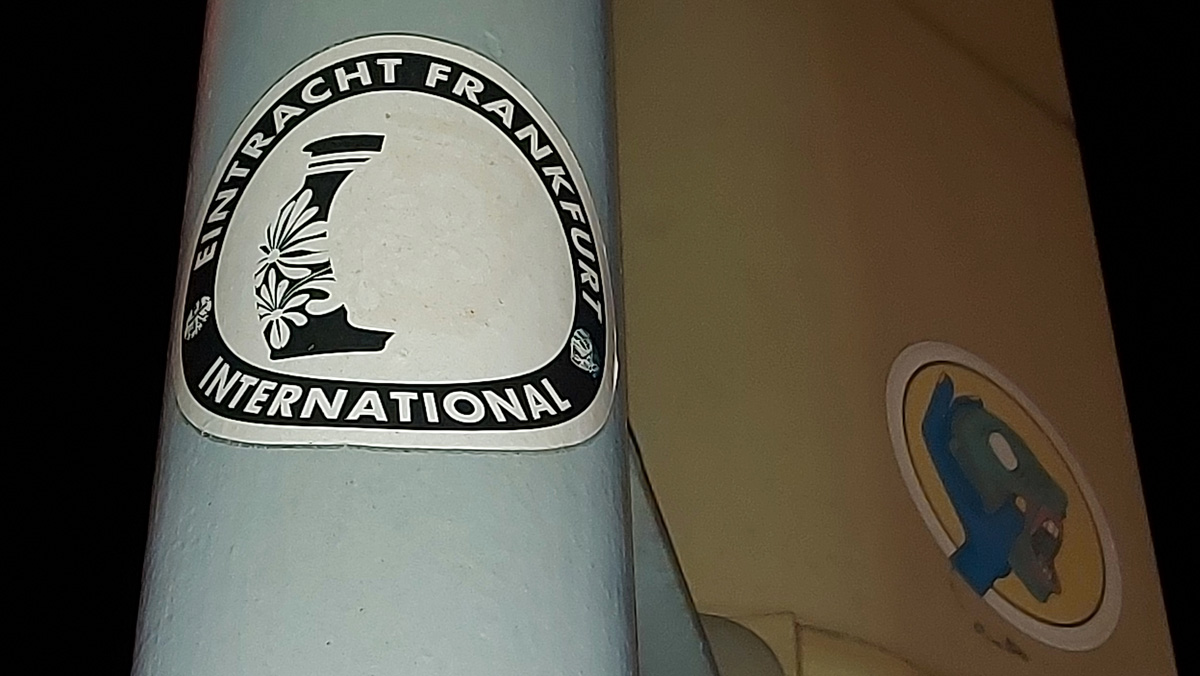 EINTRACHT FRANKFURT
INTERNATIONAL